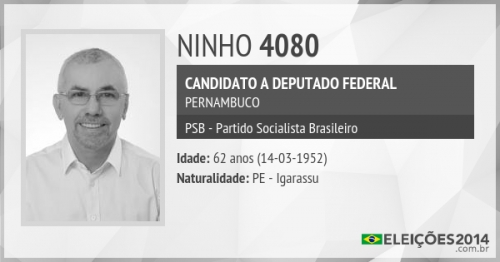 NINHO 4080
CANDIDATO A DEPUTADO FEDERAL
PERNAMBUCO
PSB - Partido Socialista Brasileiro
Idade: 62 anos (14-03-1952)
Naturalidade: PE - Igarassu
ELEIÇÕES2014
.com.br